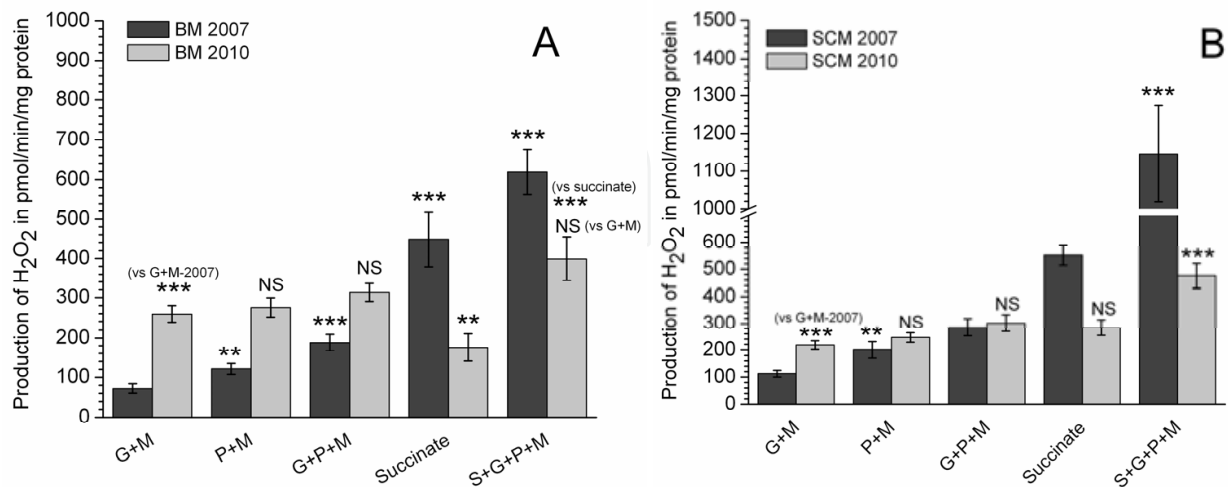 Production of H₂O₂ in pmol/min/mg protein
1000
900
800
700
600
500
400
300
200
100
0
BM 2007
BM 2010
A
(vs G+M-2007)
***
**
NS
***
NS
***
**
***
(vs succinate)
***
NS (vs G+M)
G+M
P+M
G+P+M
Succinate
S+G+P+M
Production of H₂O₂ in pmol/min/mg protein
1500
1400
1300
1200
1100
1000
600
500
400
300
200
100
0
SCM 2007
SCM 2010
B
(vs G+M-2007)
***
**
NS
NS
NS
***
***
G+M
P+M
G+P+M
Succinate
S+G+P+M